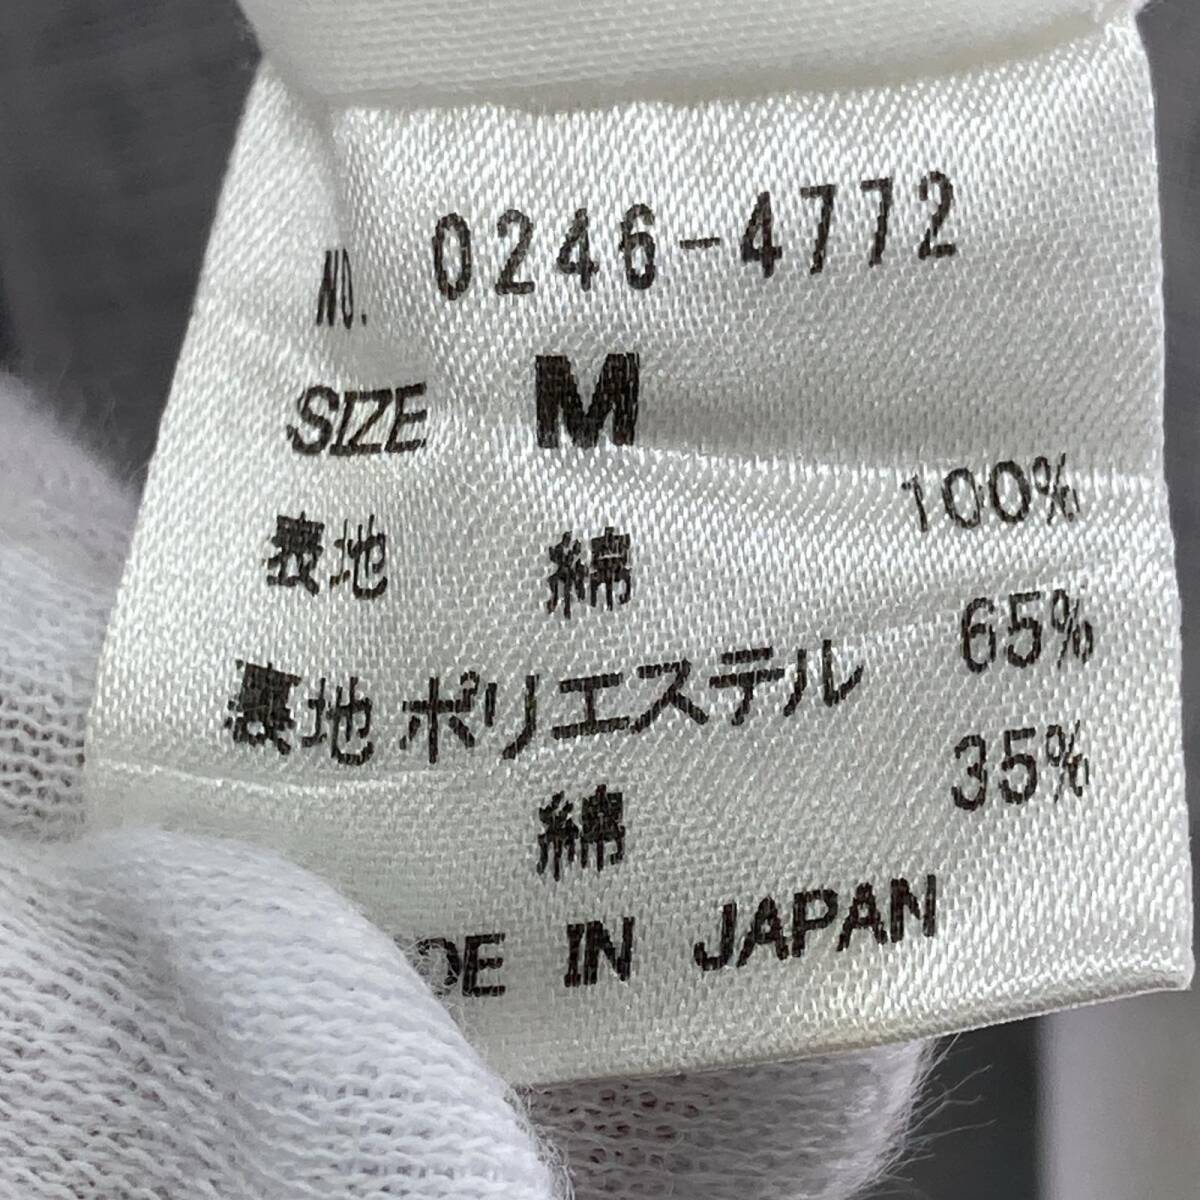 NO. 0246-4772
SIZE M
表地 綿 100%
裏地 ポリエステル 65%
綿 35%
DE IN JAPAN